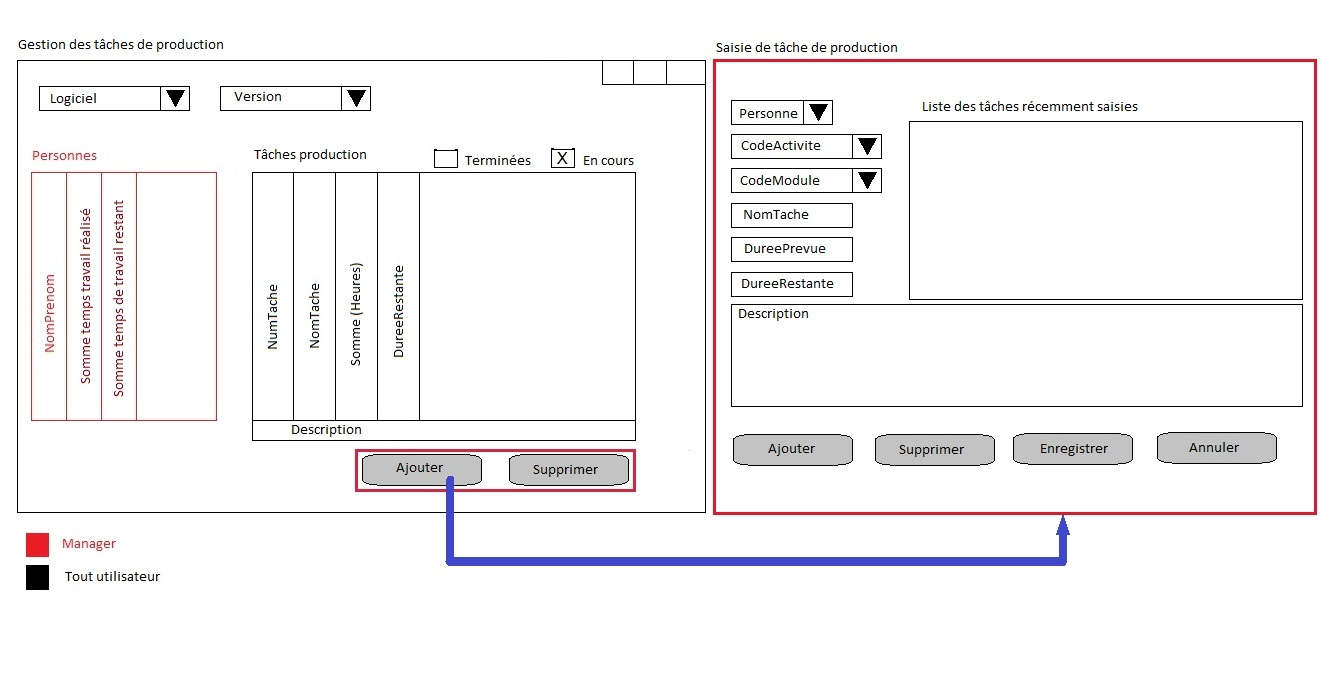 Gestion des tâches de production
Logiciel
Version
Personnes
NomPrenom
Somme temps travail réalisé
Somme temps de travail restant
Tâches production
Terminées
X
En cours
NumTache
NomTache
Somme (Heures)
DureeRestante
Description
Ajouter
Supprimer
Manager
Tout utilisateur
Saisie de tâche de production
Personne
CodeActivite
CodeModule
NomTache
DureePrevue
DureeRestante
Liste des tâches récemment saisies
Description
Ajouter
Supprimer
Enregistrer
Annuler